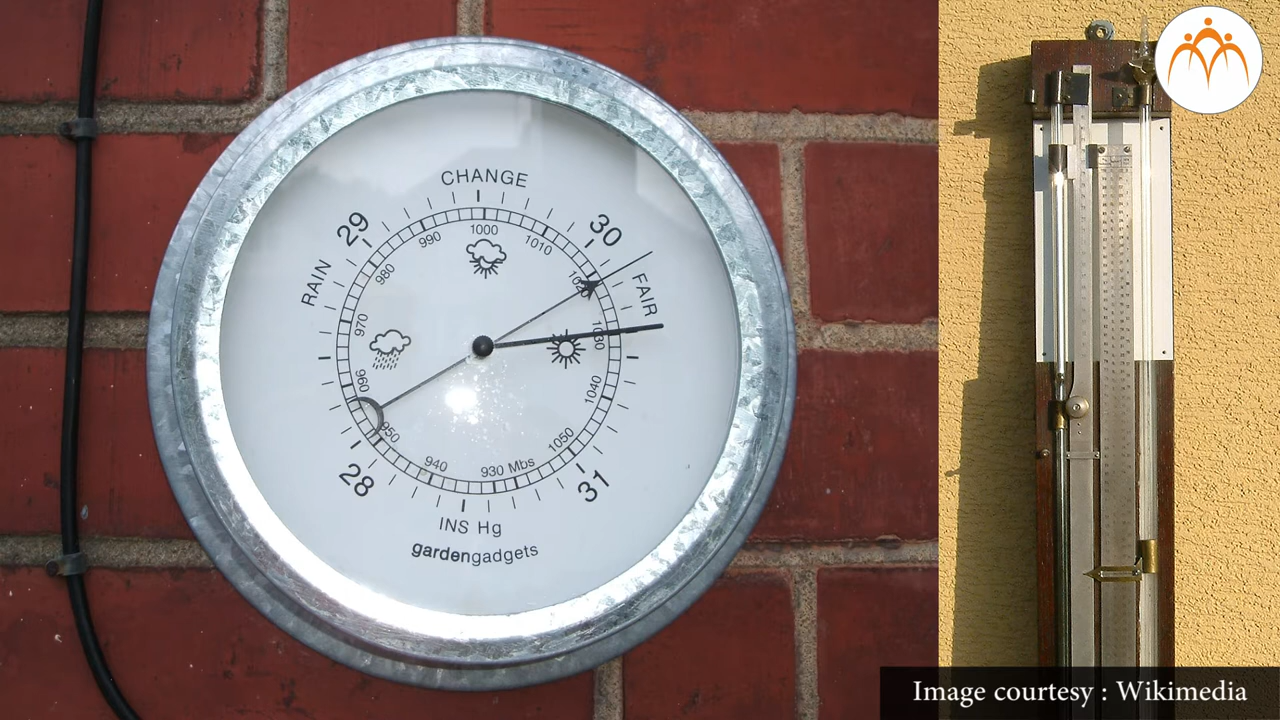 CHANGE
29
30
RAIN
FAIR
950
960
970
980
990
1000
1010
1020
1030
1040
1050
940
930 Mbs
28
31
INS Hg
gardengadgets
Image courtesy : Wikimedia